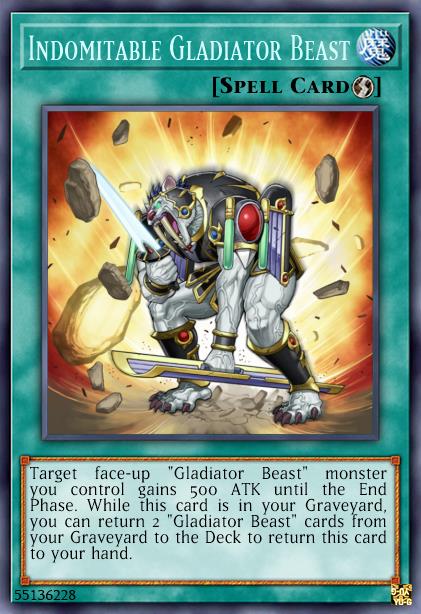 INDOMITABLE GLADIATOR BEAST
魔
[SPELL CARD]
Target face-up "Gladiator Beast" monster
you control gains 500 ATK until the End
Phase. While this card is in your Graveyard,
you can return 2 "Gladiator Beast" cards from
your Graveyard to the Deck to return this card
to your hand.
55136228